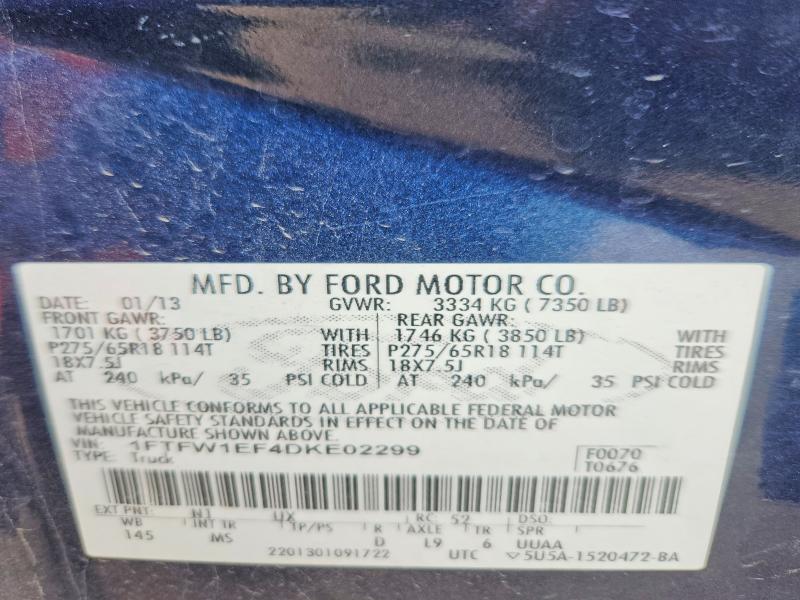 MFD. BY FORD MOTOR CO.
DATE: 01/13 GVWR: 3334 KG ( 7350 LB)
FRONT GAWR: REAR GAWR:
1701 KG ( 3750 LB) WITH 1746 KG ( 3850 LB) WITH
P275/65R18 114T TIRES P275/65R18 114T TIRES
18X7.5J RIMS 18X7.5J RIMS
AT 240 kPa/ 35 PSI COLD AT 240 kPa/ 35 PSI COLD
THIS VEHICLE CONFORMS TO ALL APPLICABLE FEDERAL MOTOR
VEHICLE SAFETY STANDARDS IN EFFECT ON THE DATE OF
MANUFACTURE SHOWN ABOVE.
VIN: 1FTFW1EF4DKE02299 F0070
TYPE: Truck T0676
EXT PNT: N1 UX RC: 52 DSO:
WB INT TR TP/PS R AXLE TR SPR
145 MS D L9 6 UUAA
2201301091722 UTC ▽5U5A-1520472-BA